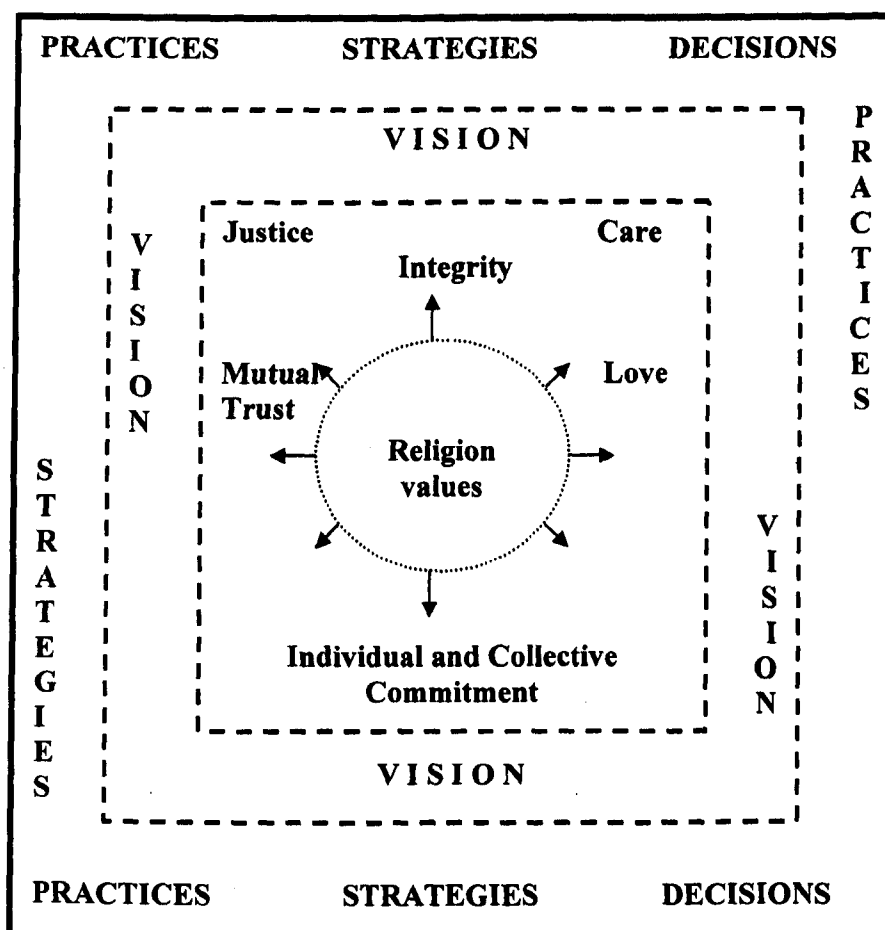 PRACTICES STRATEGIES DECISIONS
VISION
PRACTICES
Justice Care
Integrity
VISION
Mutual
Trust
Love
Religion
values
STRATEGIES
VISION
Individual and Collective
Commitment
VISION
PRACTICES STRATEGIES DECISIONS